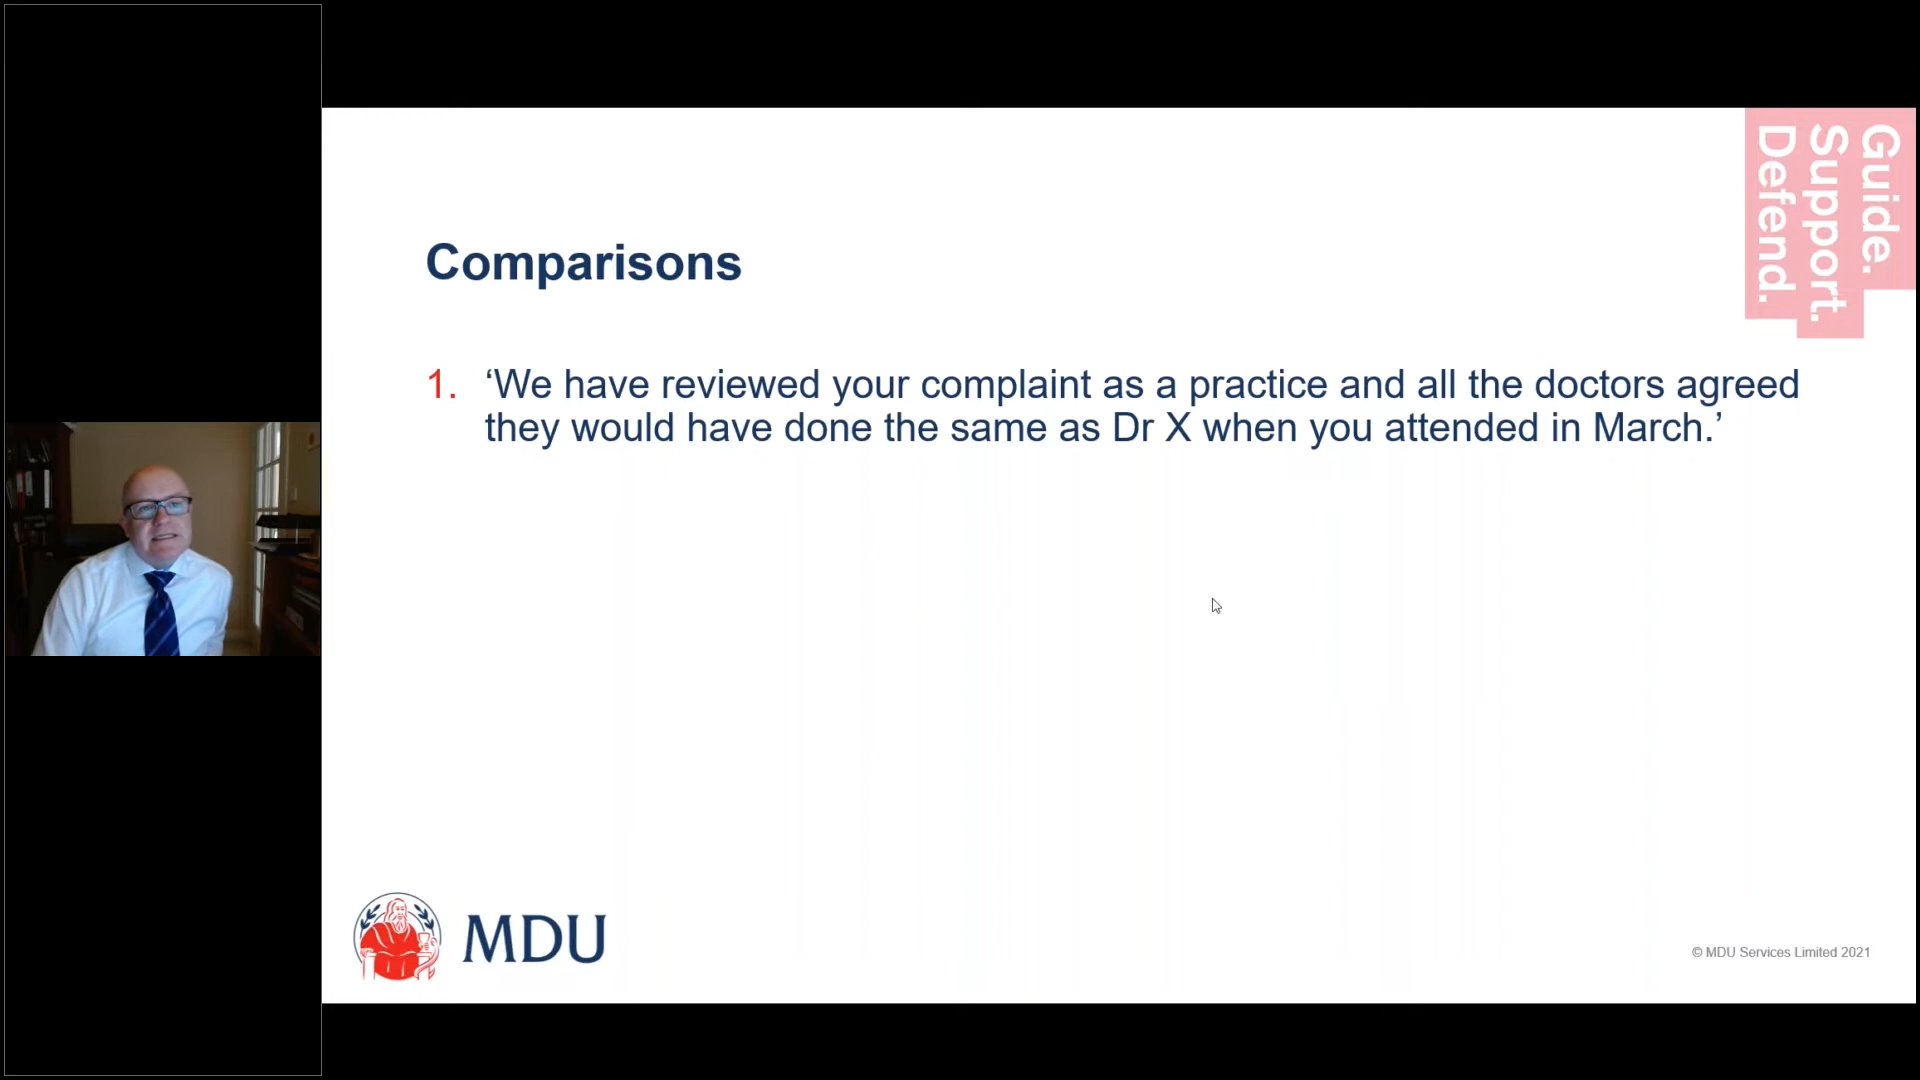 Guide.
Support.
Defend.
Comparisons
1. ‘We have reviewed your complaint as a practice and all the doctors agreed
they would have done the same as Dr X when you attended in March.’
MDU
© MDU Services Limited 2021